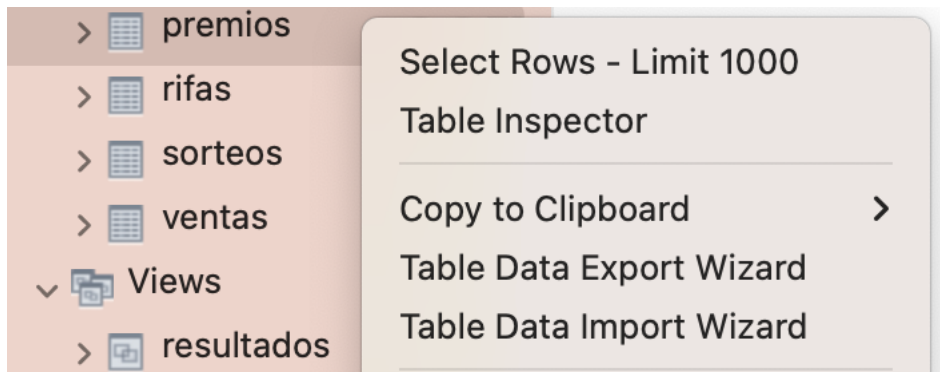 premios
rifas
sorteos
ventas
Views
resultados
Select Rows - Limit 1000
Table Inspector
Copy to Clipboard
Table Data Export Wizard
Table Data Import Wizard